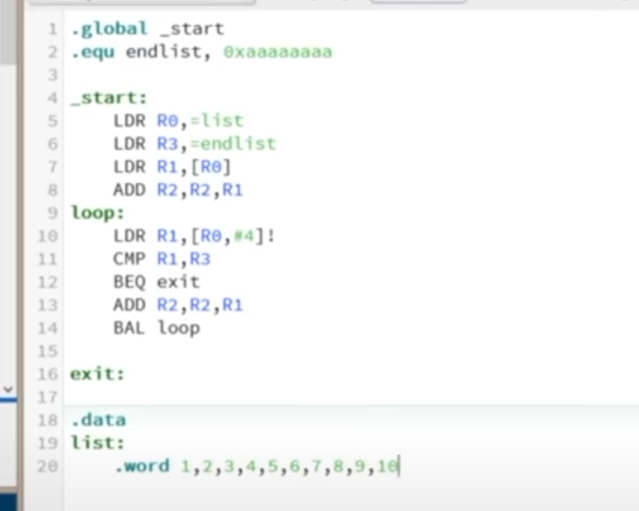 1 .global _start
2 .equ endlist, 0xaaaaaaaa
3
4 _start:
5 LDR R0,=list
6 LDR R3,=endlist
7 LDR R1,[R0]
8 ADD R2,R2,R1
9 loop:
10 LDR R1,[R0,#4]!
11 CMP R1,R3
12 BEQ exit
13 ADD R2,R2,R1
14 BAL loop
15
16 exit:
17
18 .data
19 list:
20 .word 1,2,3,4,5,6,7,8,9,10